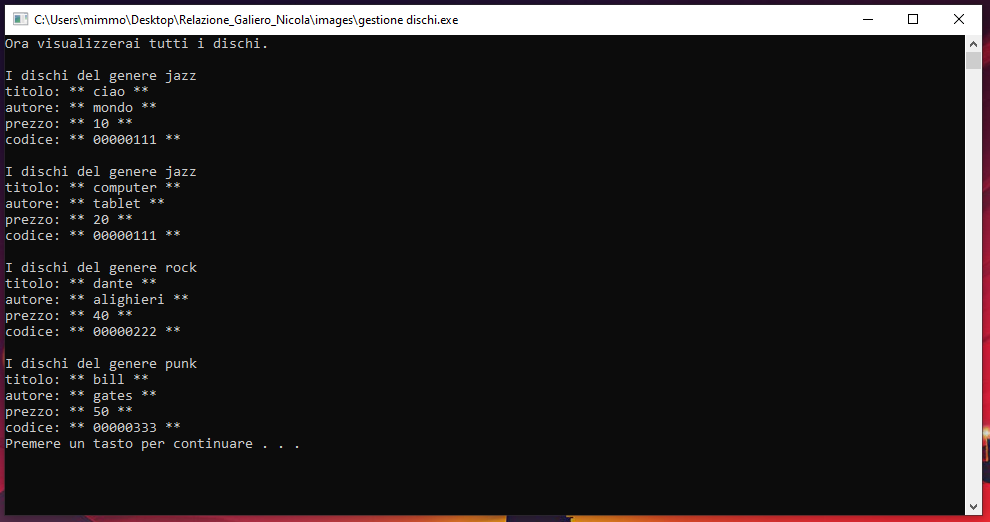 C:\Users\mimmo\Desktop\Relazione_Galiero_Nicola\images\gestione dischi.exe
Ora visualizzerai tutti i dischi.
I dischi del genere jazz
titolo: ** ciao **
autore: ** mondo **
prezzo: ** 10 **
codice: ** 00000111 **
I dischi del genere jazz
titolo: ** computer **
autore: ** tablet **
prezzo: ** 20 **
codice: ** 00000111 **
I dischi del genere rock
titolo: ** dante **
autore: ** alighieri **
prezzo: ** 40 **
codice: ** 00000222 **
I dischi del genere punk
titolo: ** bill **
autore: ** gates **
prezzo: ** 50 **
codice: ** 00000333 **
Premere un tasto per continuare . . .